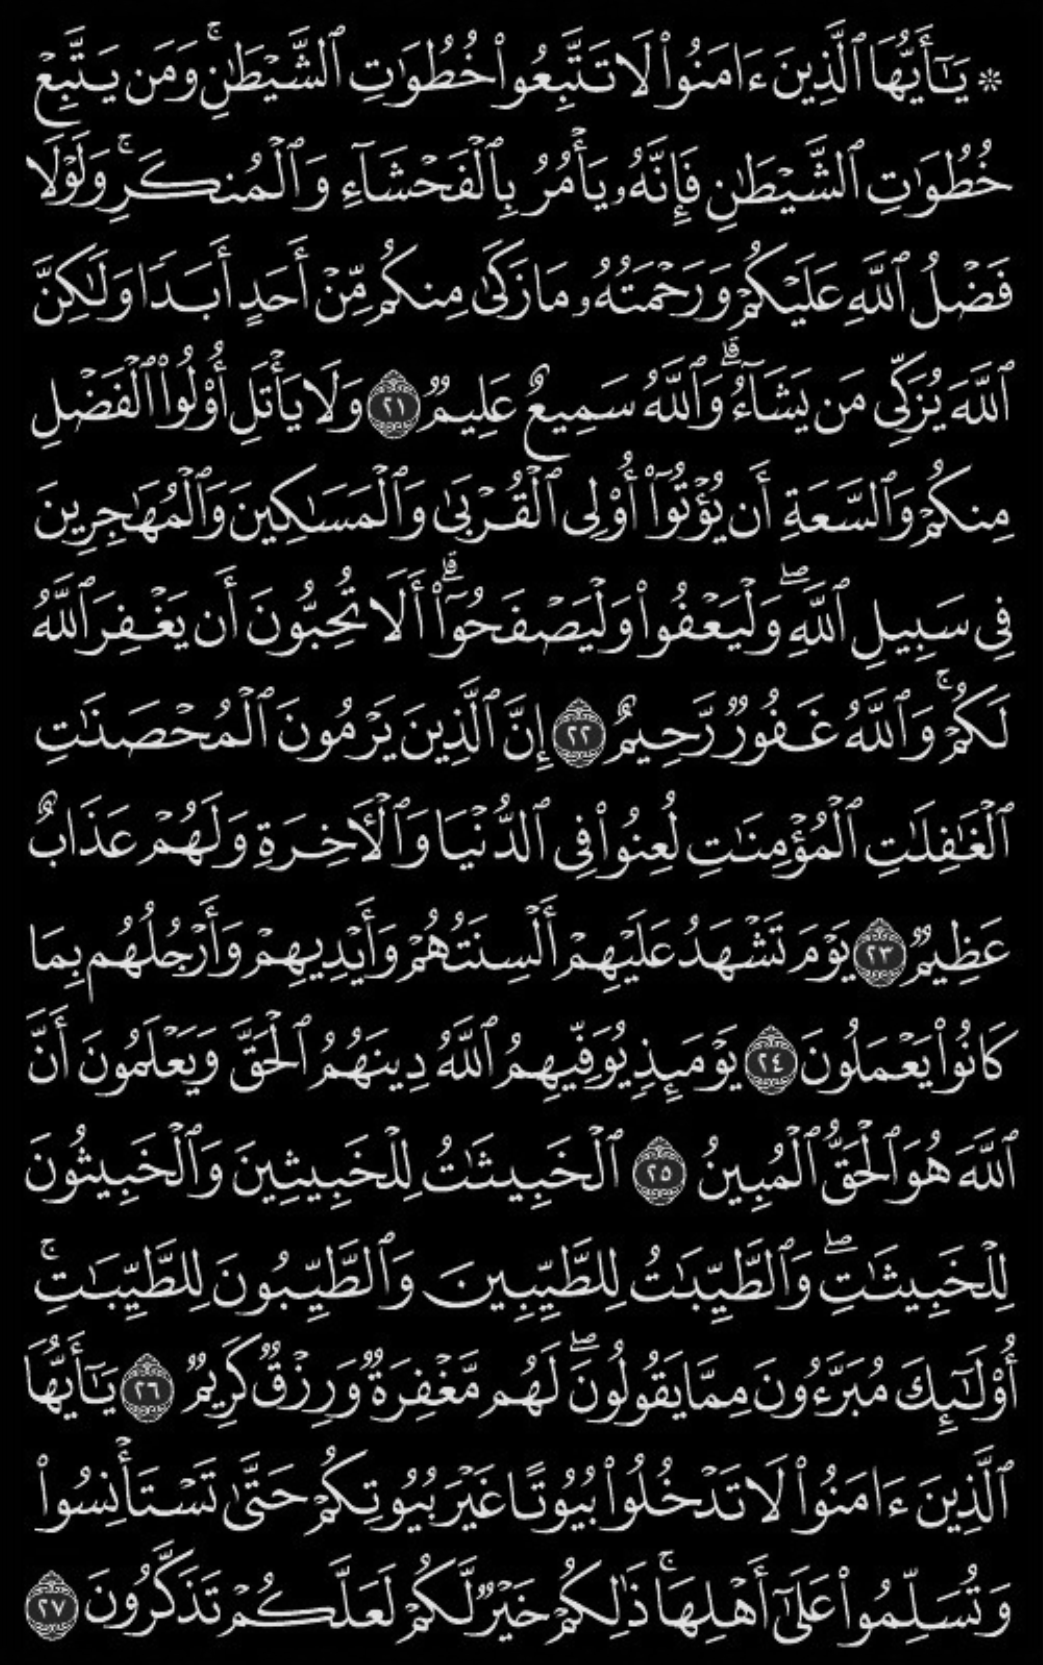 ۞ يَـٰٓأَيُّهَا ٱلَّذِينَ ءَامَنُوا۟ لَا تَتَّبِعُوا۟ خُطُوَٰتِ ٱلشَّيْطَـٰنِ ۚ وَمَن يَتَّبِعْ
خُطُوَٰتِ ٱلشَّيْطَـٰنِ فَإِنَّهُۥ يَأْمُرُ بِٱلْفَحْشَآءِ وَٱلْمُنكَرِ ۚ وَلَوْلَا
فَضْلُ ٱللَّهِ عَلَيْكُمْ وَرَحْمَتُهُۥ مَا زَكَىٰ مِنكُم مِّنْ أَحَدٍ أَبَدًا وَلَـٰكِنَّ
ٱللَّهَ يُزَكِّى مَن يَشَآءُ ۗ وَٱللَّهُ سَمِيعٌ عَلِيمٌ ٢١ وَلَا يَأْتَلِ أُو۟لُوا۟ ٱلْفَضْلِ
مِنكُمْ وَٱلسَّعَةِ أَن يُؤْتُوٓا۟ أُو۟لِى ٱلْقُرْبَىٰ وَٱلْمَسَـٰكِينَ وَٱلْمُهَـٰجِرِينَ
فِى سَبِيلِ ٱللَّهِ ۖ وَلْيَعْفُوا۟ وَلْيَصْفَحُوٓا۟ ۗ أَلَا تُحِبُّونَ أَن يَغْفِرَ ٱللَّهُ
لَكُمْ ۚ وَٱللَّهُ غَفُورٌ رَّحِيمٌ ٢٢ إِنَّ ٱلَّذِينَ يَرْمُونَ ٱلْمُحْصَنَـٰتِ
ٱلْغَـٰفِلَـٰتِ ٱلْمُؤْمِنَـٰتِ لُعِنُوا۟ فِى ٱلدُّنْيَا وَٱلْـَٔاخِرَةِ وَلَهُمْ عَذَابٌ
عَظِيمٌ ٢٣ يَوْمَ تَشْهَدُ عَلَيْهِمْ أَلْسِنَتُهُمْ وَأَيْدِيهِمْ وَأَرْجُلُهُم بِمَا
كَانُوا۟ يَعْمَلُونَ ٢٤ يَوْمَئِذٍ يُوَفِّيهِمُ ٱللَّهُ دِينَهُمُ ٱلْحَقَّ وَيَعْلَمُونَ أَنَّ
ٱللَّهَ هُوَ ٱلْحَقُّ ٱلْمُبِينُ ٢٥ ٱلْخَبِيثَـٰتُ لِلْخَبِيثِينَ وَٱلْخَبِيثُونَ
لِلْخَبِيثَـٰتِ ۖ وَٱلطَّيِّبَـٰتُ لِلطَّيِّبِينَ وَٱلطَّيِّبُونَ لِلطَّيِّبَـٰتِ ۚ
أُو۟لَـٰٓئِكَ مُبَرَّءُونَ مِمَّا يَقُولُونَ ۖ لَهُم مَّغْفِرَةٌ وَرِزْقٌ كَرِيمٌ ٢٦ يَـٰٓأَيُّهَا
ٱلَّذِينَ ءَامَنُوا۟ لَا تَدْخُلُوا۟ بُيُوتًا غَيْرَ بُيُوتِكُمْ حَتَّىٰ تَسْتَأْنِسُوا۟
وَتُسَلِّمُوا۟ عَلَىٰٓ أَهْلِهَا ۚ ذَٰلِكُمْ خَيْرٌ لَّكُمْ لَعَلَّكُمْ تَذَكَّرُونَ ٢٧